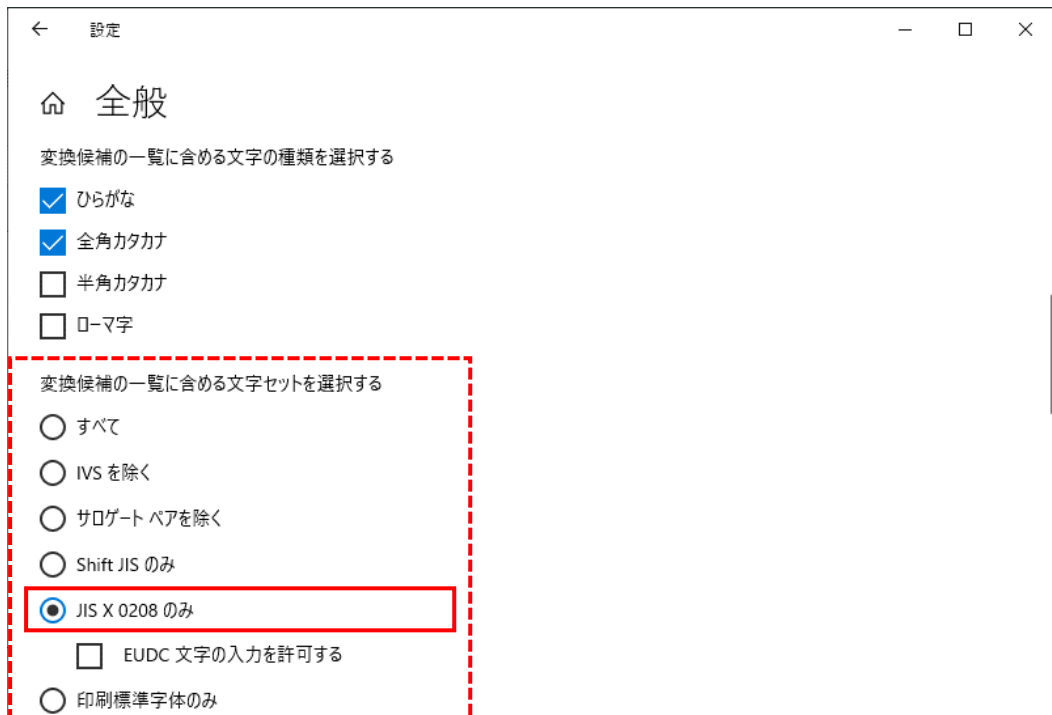 設定
全般
変換候補の一覧に含める文字の種類を選択する
ひらがな
全角カタカナ
半角カタカナ
ローマ字
変換候補の一覧に含める文字セットを選択する
すべて
IVS を除く
サロゲート ペアを除く
Shift JIS のみ
JIS X 0208 のみ
EUDC 文字の入力を許可する
印刷標準字体のみ